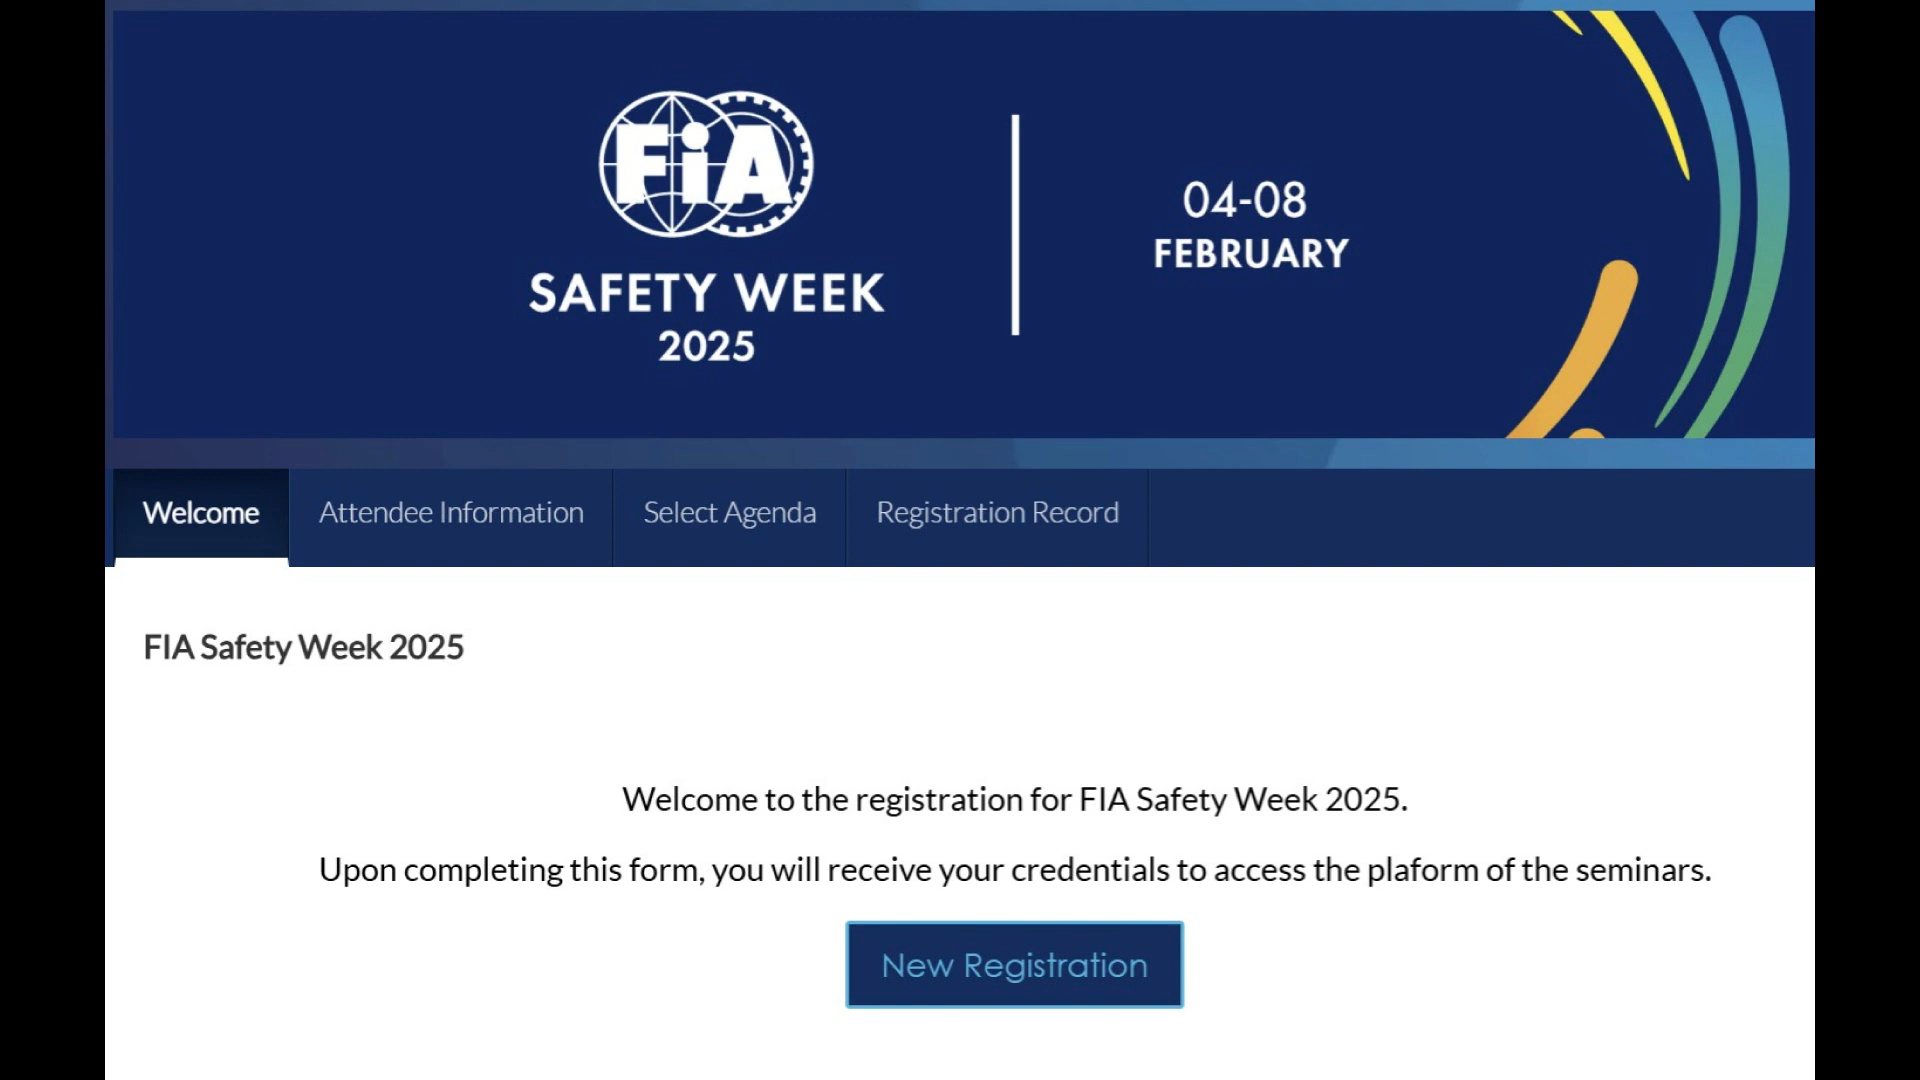 FiA
SAFETY WEEK
2025
04-08
FEBRUARY
Welcome
Attendee Information
Select Agenda
Registration Record
FIA Safety Week 2025
Welcome to the registration for FIA Safety Week 2025.
Upon completing this form, you will receive your credentials to access the plaform of the seminars.
New Registration